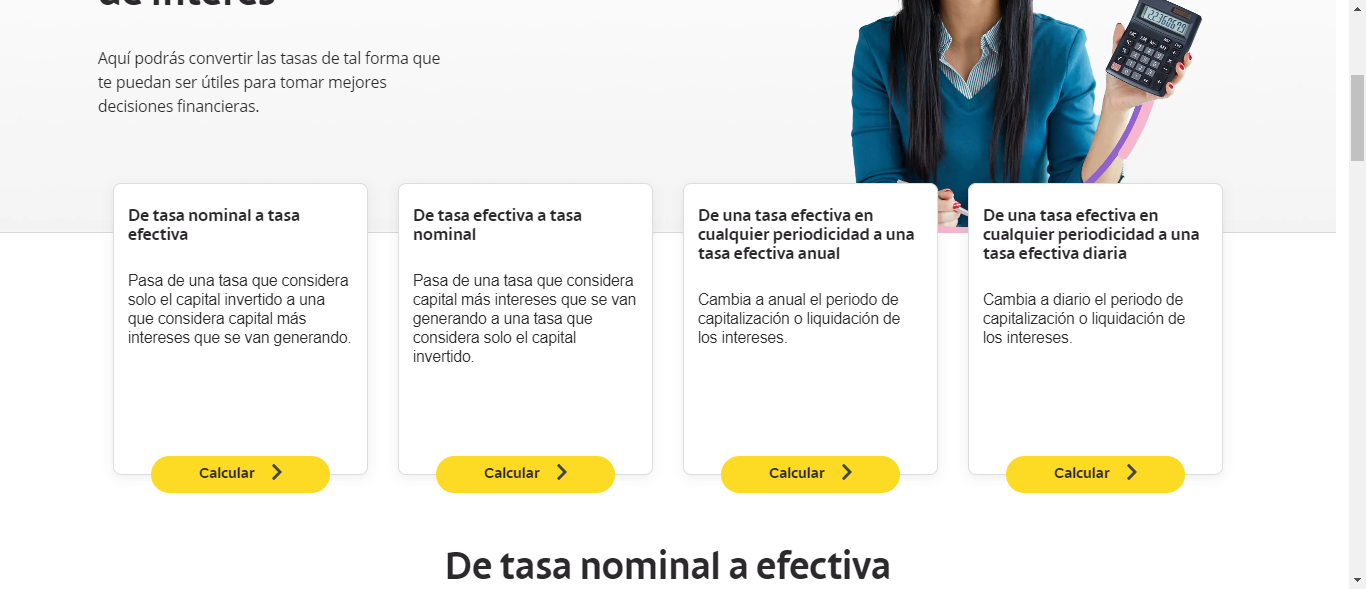 de interés
Aquí podrás convertir las tasas de tal forma que
te puedan ser útiles para tomar mejores
decisiones financieras.
De tasa nominal a tasa
efectiva
Pasa de una tasa que considera
solo el capital invertido a una
que considera capital más
intereses que se van generando.
Calcular
De tasa efectiva a tasa
nominal
Pasa de una tasa que considera
capital más intereses que se van
generando a una tasa que
considera solo el capital
invertido.
Calcular
De una tasa efectiva en
cualquier periodicidad a una
tasa efectiva anual
Cambia a anual el periodo de
capitalización o liquidación de
los intereses.
Calcular
De una tasa efectiva en
cualquier periodicidad a una
tasa efectiva diaria
Cambia a diario el periodo de
capitalización o liquidación de
los intereses.
Calcular
De tasa nominal a efectiva